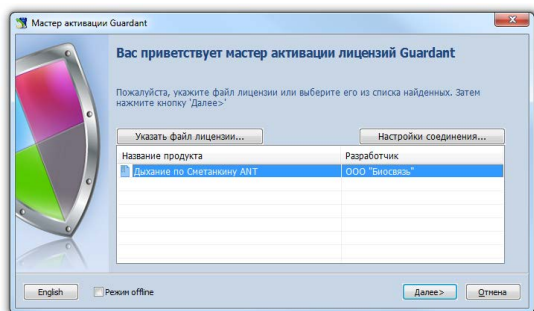 Мастер активации Guardant
Вас приветствует мастер активации лицензий Guardant
Пожалуйста, укажите файл лицензии или выберите его из списка найденных. Затем
нажмите кнопку 'Далее>'
Указать файл лицензии... Настройки соединения...
Название продукта Разработчик
Дыхание по Сметанкину ANT ООО "Биосвязь"
English Режим offline Далее> Отмена